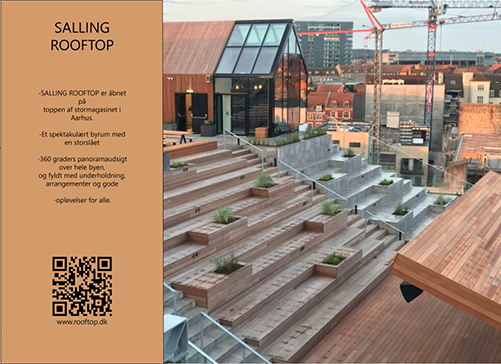 SALLING
ROOFTOP
-SALLING ROOFTOP er åbnet
på
toppen af stormagasinet i
Aarhus.
-Et spektakulært byrum med
en storslået
-360 graders panoramaudsigt
over hele byen,
og fyldt med underholdning,
arrangementer og gode
-oplevelser for alle.
www.rooftop.dk